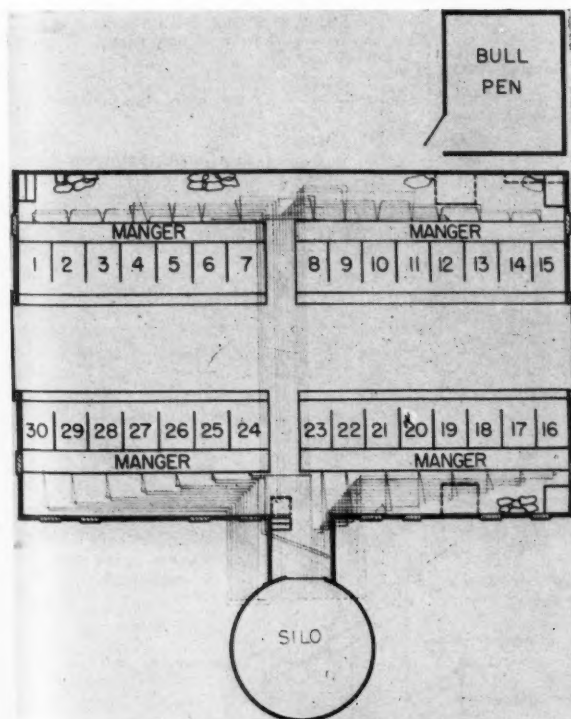 BULL
PEN
MANGER MANGER
1 2 3 4 5 6 7 8 9 10 11 12 13 14 15
30 29 28 27 26 25 24 23 22 21 20 19 18 17 16
MANGER MANGER
SILO